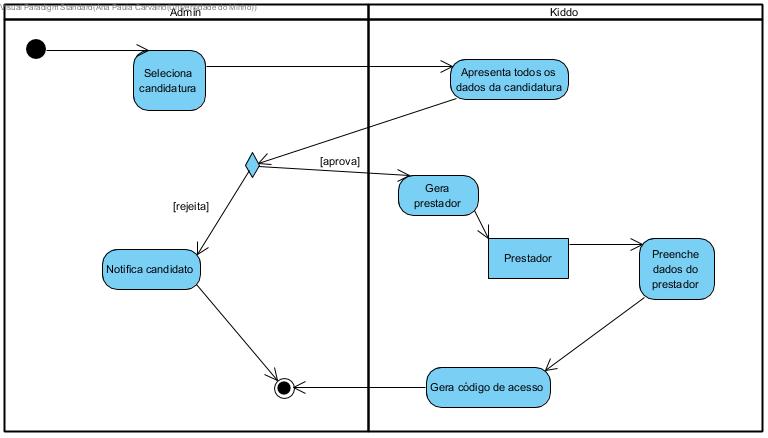 Visual Paradigm Standard(Ana Paula Carvalho(Universidade do Minho))
Admin
Kiddo
Seleciona
candidatura
Apresenta todos os
dados da candidatura
[aprova]
Gera
prestador
[rejeita]
Prestador
Preenche
dados do
prestador
Notifica candidato
Gera código de acesso